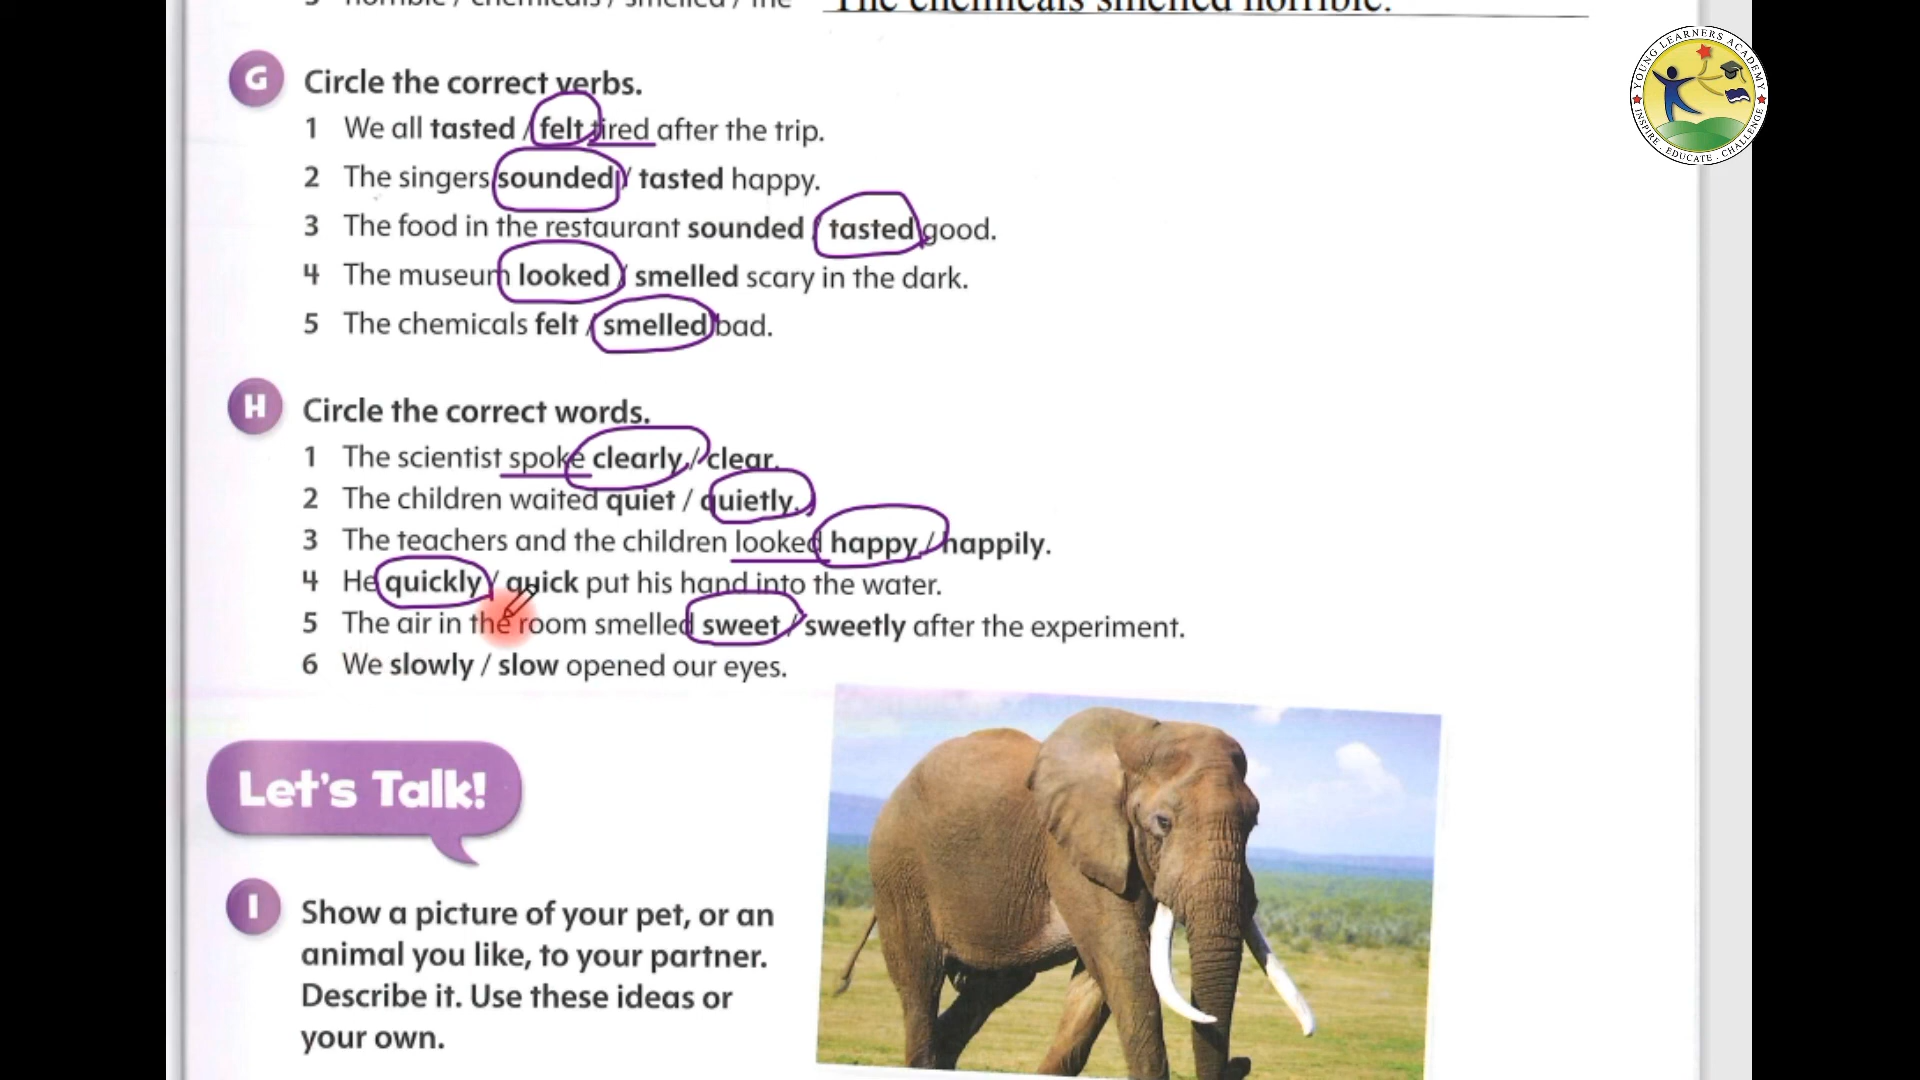 The chemicals smelled horrible.
G Circle the correct verbs.
1 We all tasted / felt tired after the trip.
2 The singers sounded / tasted happy.
3 The food in the restaurant sounded / tasted good.
4 The museum looked / smelled scary in the dark.
5 The chemicals felt / smelled bad.
H Circle the correct words.
1 The scientist spoke clearly / clear.
2 The children waited quiet / quietly.
3 The teachers and the children looked happy / happily.
4 He quickly / quick put his hand into the water.
5 The air in the room smelled sweet / sweetly after the experiment.
6 We slowly / slow opened our eyes.
Let's Talk!
I Show a picture of your pet, or an
animal you like, to your partner.
Describe it. Use these ideas or
your own.
YOUNG LEARNERS ACADEMY
INSPIRE . EDUCATE . CHALLENGE